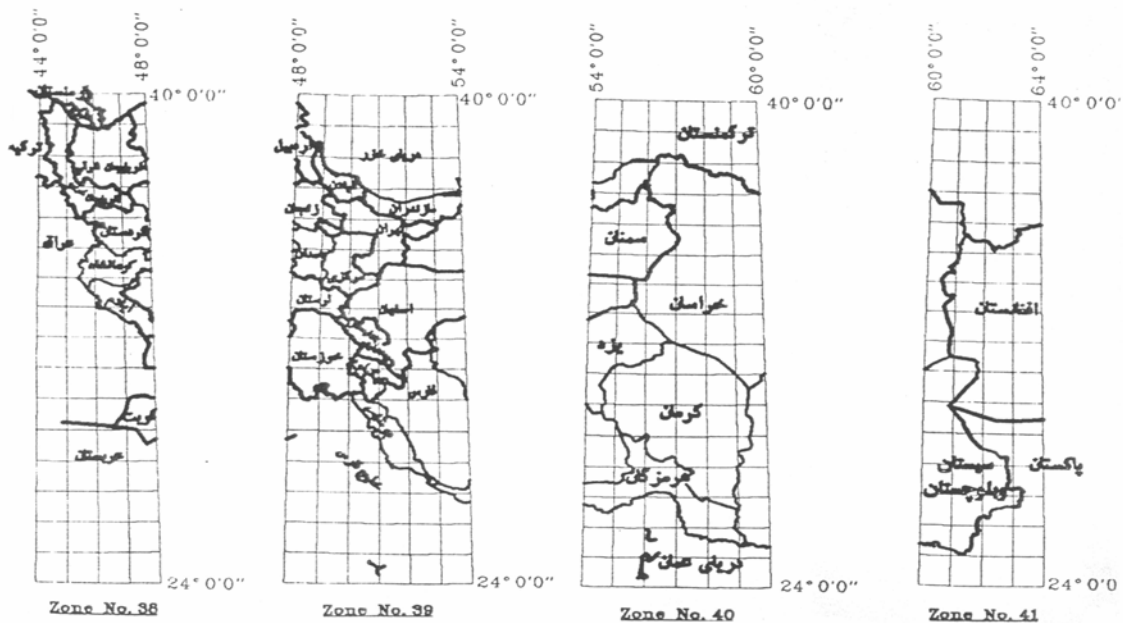 44°0'0"
48°0'0"
40°0'0"
ترکیه
کردستان
عراق
کرمانشاه
کویت
عربستان
24°0'0"
Zone No. 38
48°0'0"
54°0'0"
40°0'0"
دریای خزر
زنجان
مازندران
تهران
مرکزی
لرستان
اصفهان
خوزستان
فارس
24°0'0"
Zone No. 39
54°0'0"
60°0'0"
40°0'0"
ترکمنستان
سمنان
خراسان
یزد
کرمان
هرمزگان
دریای عمان
24°0'0"
Zone No. 40
60°0'0"
64°0'0"
40°0'0
افغانستان
پاکستان
سیستان
وبلوچستان
24°0'0
Zone No. 41